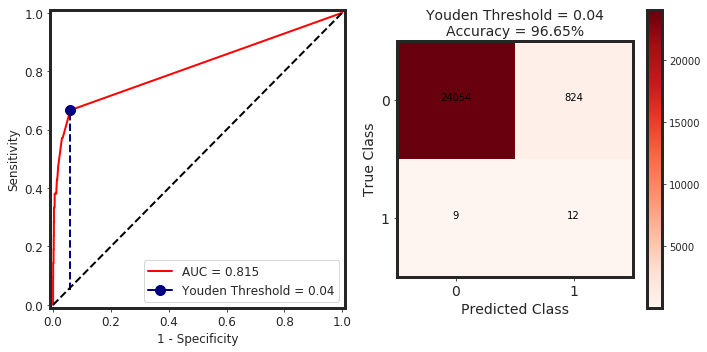 1.0
0.8
0.6
0.4
0.2
0.0
Sensitivity
0.0 0.2 0.4 0.6 0.8 1.0
1 - Specificity
AUC = 0.815
Youden Threshold = 0.04
Youden Threshold = 0.04
Accuracy = 96.65%
True Class
0
1
24054 824
9 12
0 1
Predicted Class
20000
15000
10000
5000